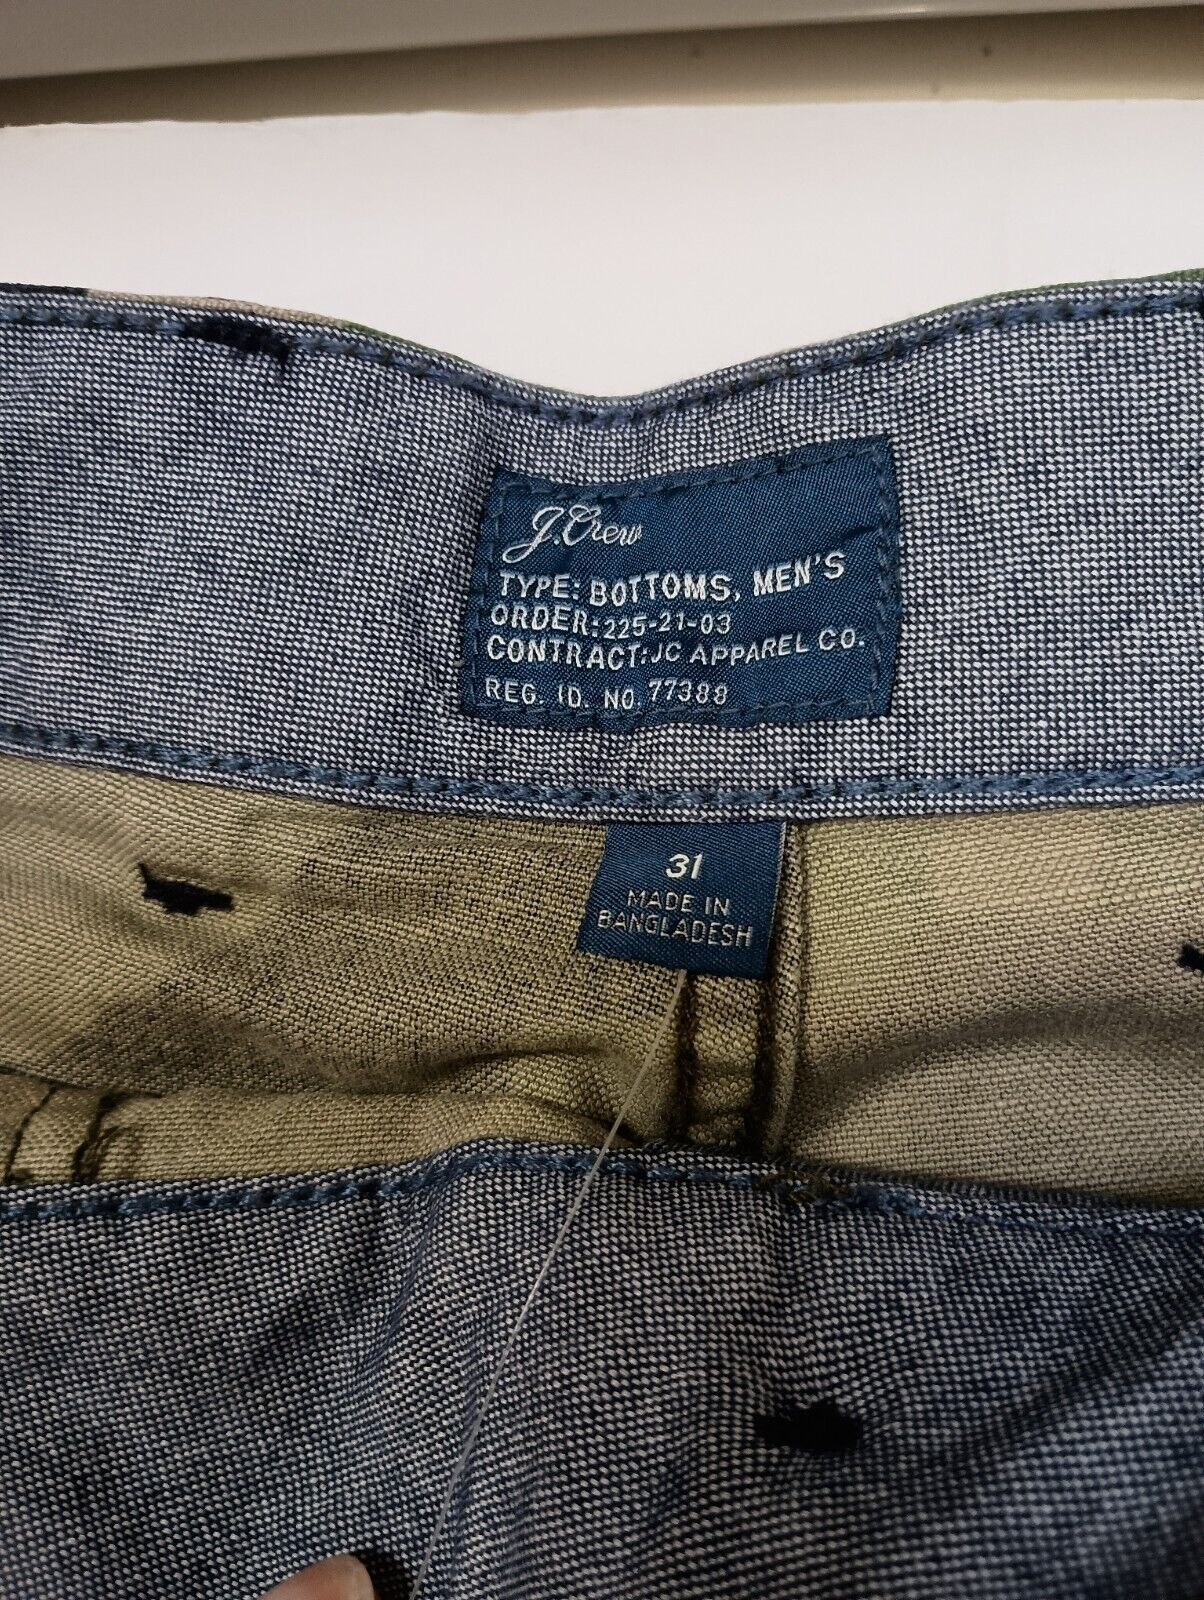 J.Crew
TYPE: BOTTOMS, MEN'S
ORDER: 225-21-03
CONTRACT: JC APPAREL CO.
REG. ID. NO. 77388
31
MADE IN
BANGLADESH